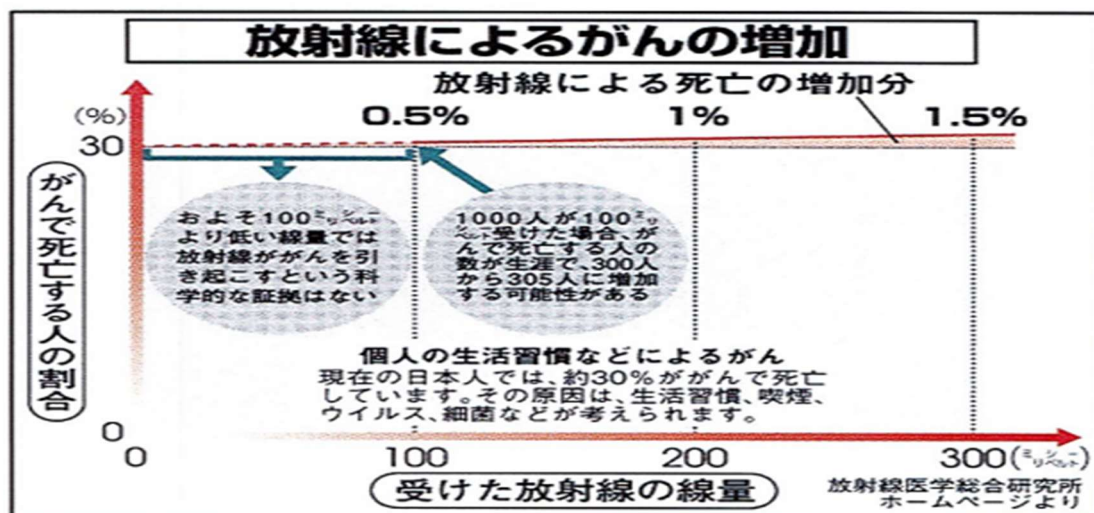 放射線によるがんの増加
放射線による死亡の増加分
(%)
0.5%
1%
1.5%
30
がんで死亡する人の割合
およそ100ミリシーベルト
より低い線量では
放射線ががんを引
き起こすという科
学的な証拠はない
1000人が100ミリ
シーベルト受けた場合、が
んで死亡する人の
数が生涯で、300人
から305人に増加
する可能性がある
個人の生活習慣などによるがん
現在の日本人では、約30%ががんで死亡
しています。その原因は、生活習慣、喫煙、
ウイルス、細菌などが考えられます。
0
0
100
200
300(ミリシーベルト)
受けた放射線の線量
放射線医学総合研究所
ホームページより